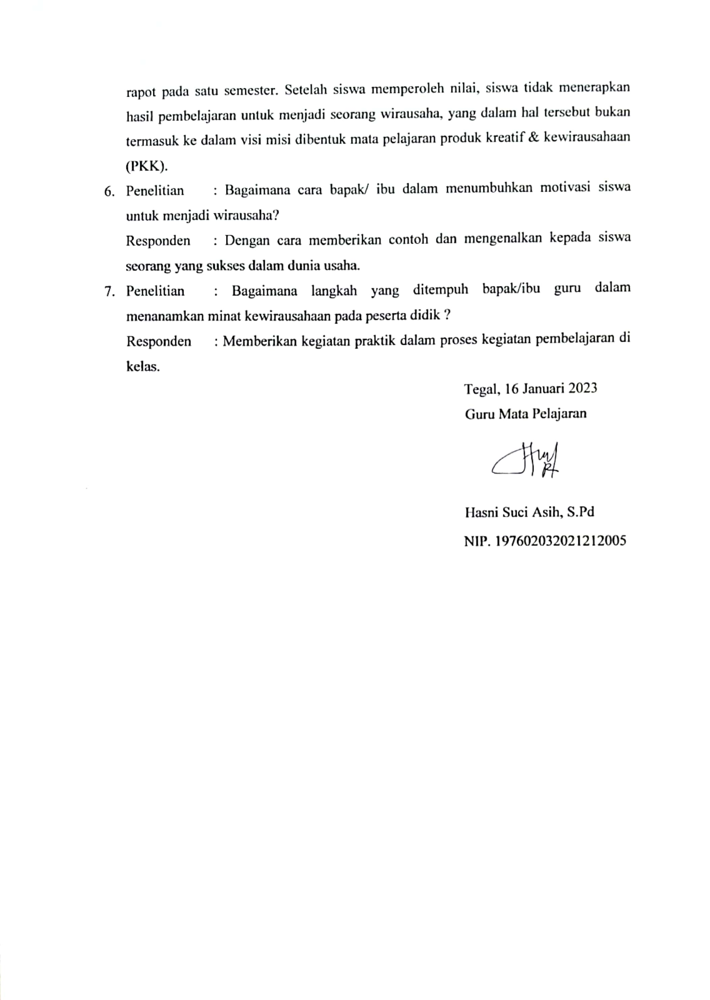 rapot pada satu semester. Setelah siswa memperoleh nilai, siswa tidak menerapkan
hasil pembelajaran untuk menjadi seorang wirausaha, yang dalam hal tersebut bukan
termasuk ke dalam visi misi dibentuk mata pelajaran produk kreatif & kewirausahaan
(PKK).
6. Penelitian : Bagaimana cara bapak/ ibu dalam menumbuhkan motivasi siswa
untuk menjadi wirausaha?
Responden : Dengan cara memberikan contoh dan mengenalkan kepada siswa
seorang yang sukses dalam dunia usaha.
7. Penelitian : Bagaimana langkah yang ditempuh bapak/ibu guru dalam
menanamkan minat kewirausahaan pada peserta didik ?
Responden : Memberikan kegiatan praktik dalam proses kegiatan pembelajaran di
kelas.
Tegal, 16 Januari 2023
Guru Mata Pelajaran
Hasni Suci Asih, S.Pd
NIP. 197602032021212005